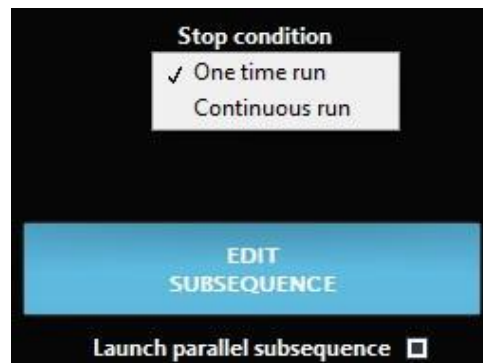 Stop condition
✓ One time run
Continuous run
EDIT
SUBSEQUENCE
Launch parallel subsequence